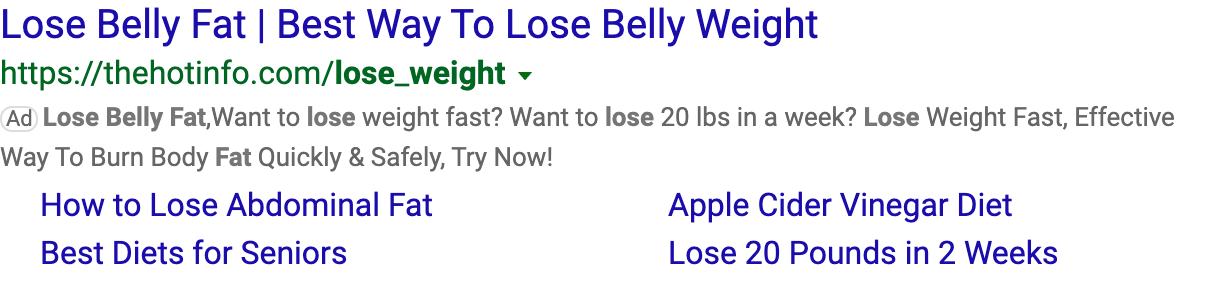 Lose Belly Fat | Best Way To Lose Belly Weight
https://thehotinfo.com/lose_weight
Ad Lose Belly Fat,Want to lose weight fast? Want to lose 20 lbs in a week? Lose Weight Fast, Effective
Way To Burn Body Fat Quickly & Safely, Try Now!
How to Lose Abdominal Fat Apple Cider Vinegar Diet
Best Diets for Seniors Lose 20 Pounds in 2 Weeks